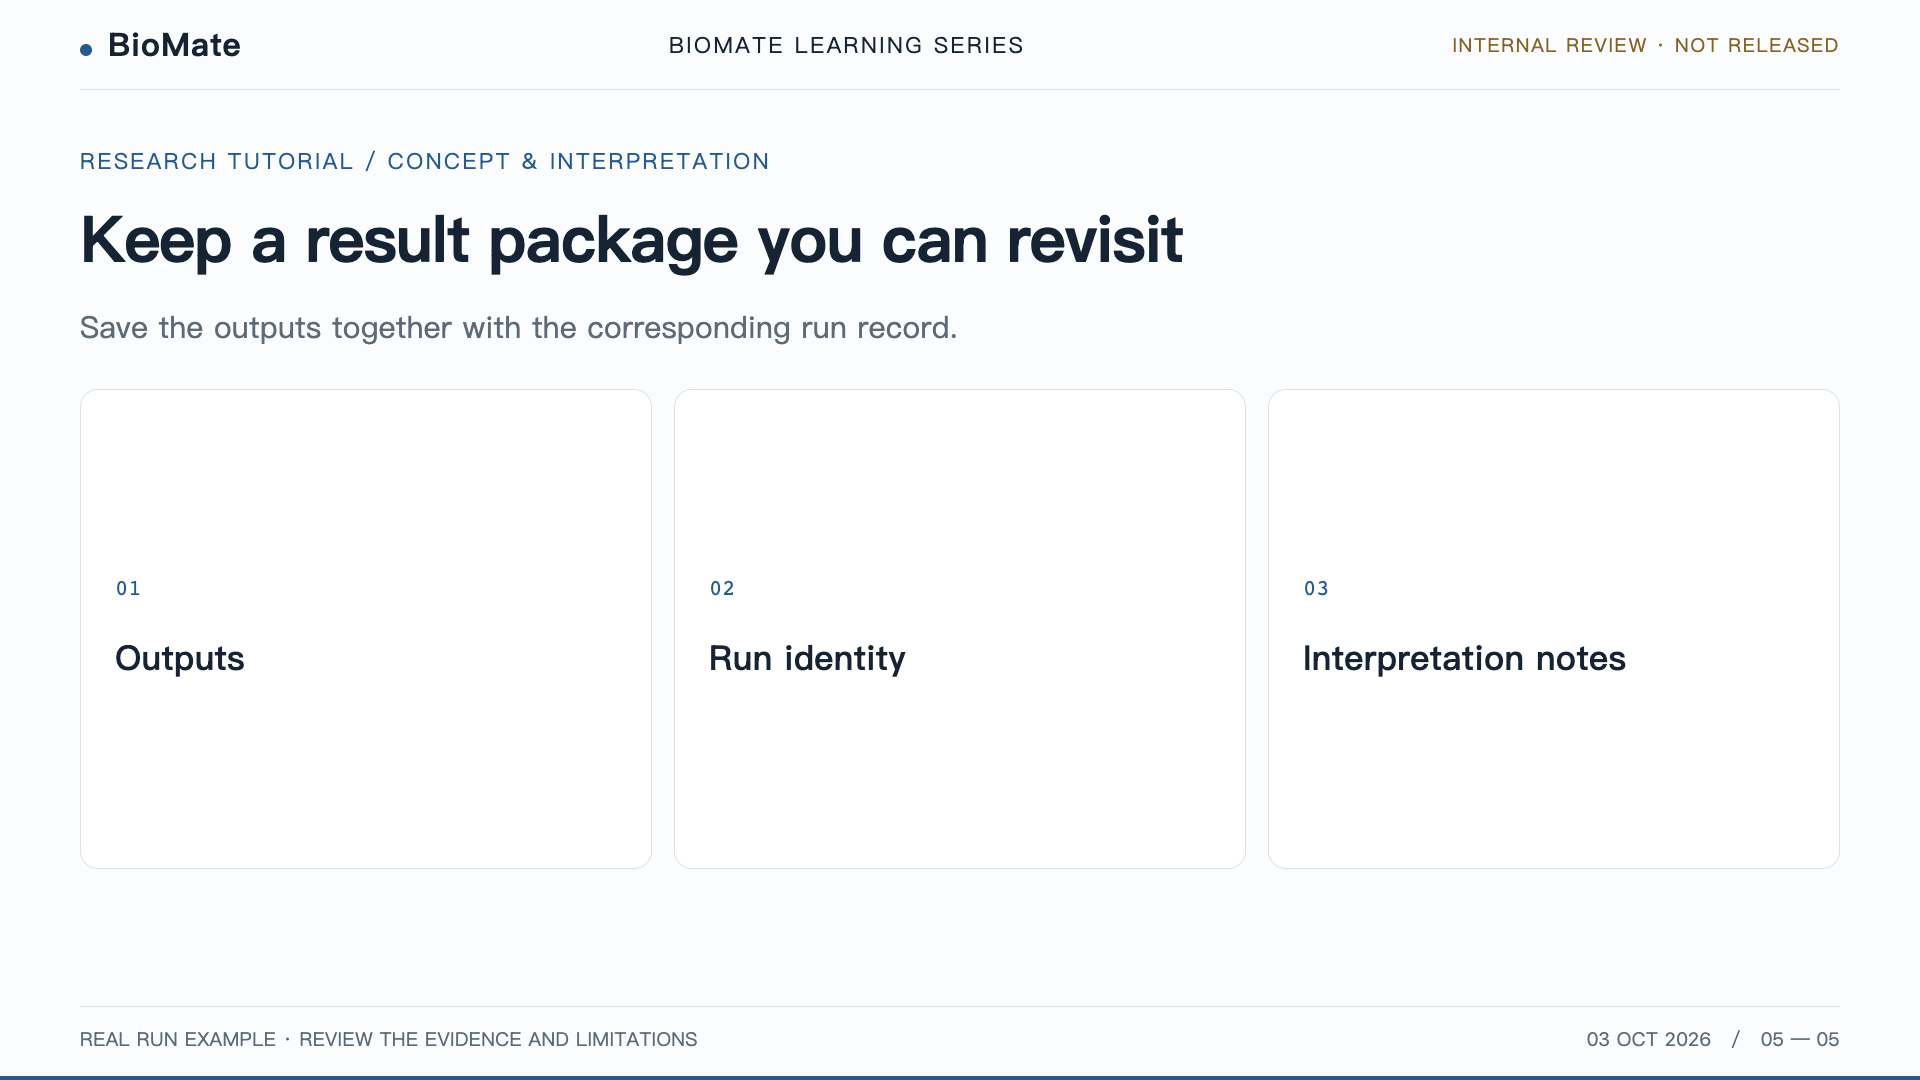 BioMate
BIOMATE LEARNING SERIES
INTERNAL REVIEW · NOT RELEASED
RESEARCH TUTORIAL / CONCEPT & INTERPRETATION
Keep a result package you can revisit
Save the outputs together with the corresponding run record.
01
Outputs
02
Run identity
03
Interpretation notes
REAL RUN EXAMPLE · REVIEW THE EVIDENCE AND LIMITATIONS
03 OCT 2026 / 05 — 05